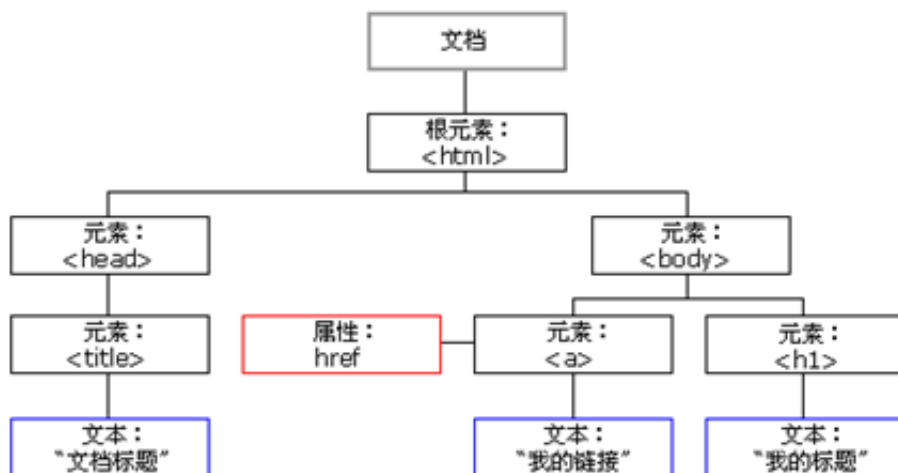 文档
根元素：
<html>
元素：
<head>
元素：
<body>
元素：
<title>
属性：
href
元素：
<a>
元素：
<h1>
文本：
“文档标题”
文本：
“我的链接”
文本：
“我的标题”